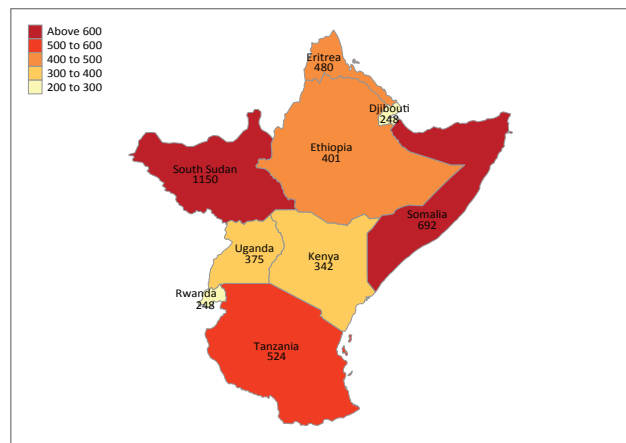 Above 600
500 to 600
400 to 500
300 to 400
200 to 300
Eritrea
480
Djibouti
248
Ethiopia
401
South Sudan
1150
Somalia
692
Uganda
375
Kenya
342
Rwanda
248
Tanzania
524